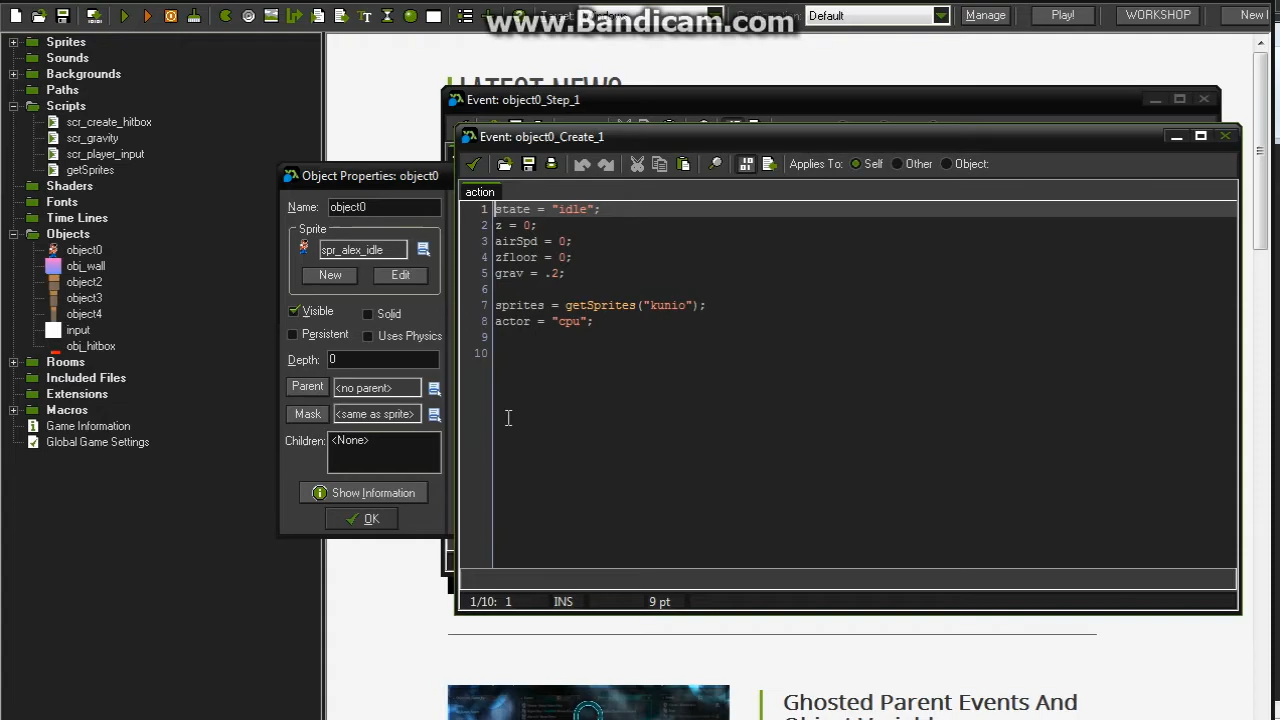 www.Bandicam.com
Default
Manage
Play!
WORKSHOP
New
Sprites
Sounds
Backgrounds
Paths
Scripts
scr_create_hitbox
scr_gravity
scr_player_input
getSprites
Shaders
Fonts
Time Lines
Objects
object0
obj_wall
object2
object3
object4
input
obj_hitbox
Rooms
Included Files
Extensions
Macros
Game Information
Global Game Settings
LATEST NEWS
Event: object0_Step_1
Object Properties: object0
Name: object0
Sprite
spr_alex_idle
New
Edit
Visible
Solid
Persistent
Uses Physics
Depth: 0
Parent <no parent>
Mask <same as sprite>
Children: <None>
Show Information
OK
Event: object0_Create_1
Applies To: Self Other Object:
action
1 state = "idle";
2 z = 0;
3 airSpd = 0;
4 zfloor = 0;
5 grav = .2;
6
7 sprites = getSprites("kunio");
8 actor = "cpu";
9
10
1/10: 1 INS 9 pt
Ghosted Parent Events And